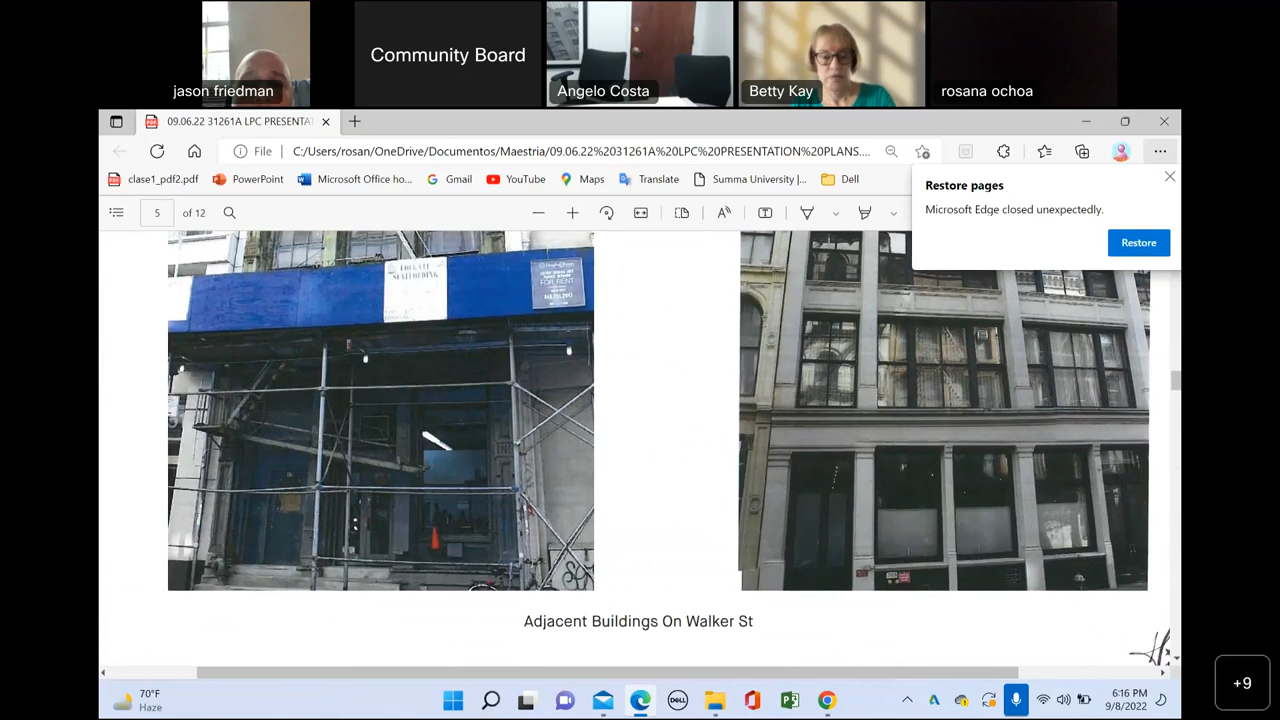 jason friedman
Community Board
Angelo Costa
Betty Kay
rosana ochoa
09.06.22 31261A LPC PRESENTA
File
C:/Users/rosan/OneDrive/Documentos/Maestria/09.06.22%2031261A%20LPC%20PRESENTATION%20PLANS....
clase1_pdf2.pdf
PowerPoint
Microsoft Office ho...
Gmail
YouTube
Maps
Translate
Summa University |...
Dell
Restore pages
Microsoft Edge closed unexpectedly.
Restore
5
of 12
FOR RENT
Adjacent Buildings On Walker St
+9
70°F
Haze
6:16 PM
9/8/2022